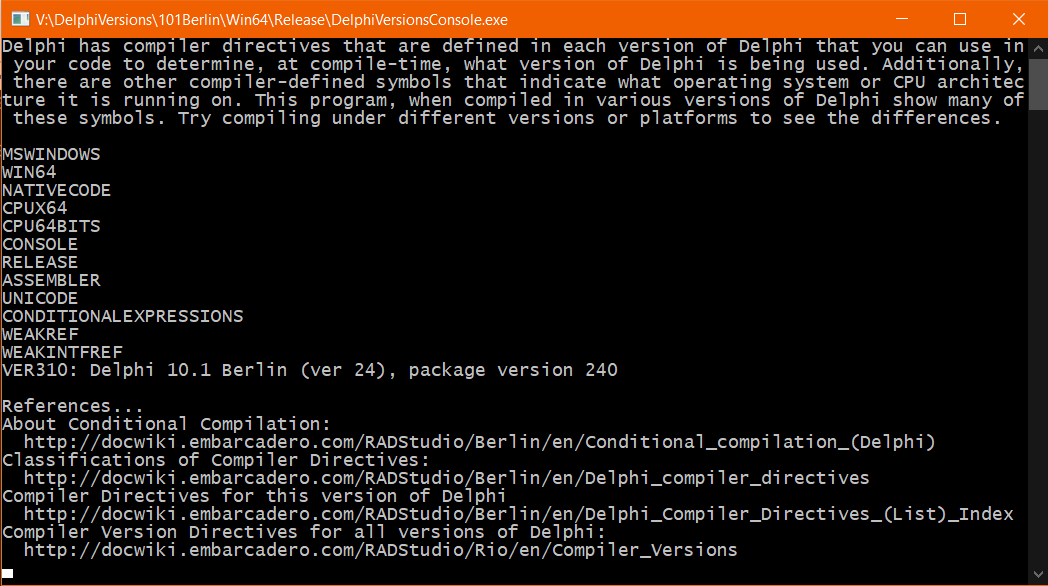 V:\DelphiVersions\101Berlin\Win64\Release\DelphiVersionsConsole.exe
Delphi has compiler directives that are defined in each version of Delphi that you can use in
your code to determine, at compile-time, what version of Delphi is being used. Additionally,
there are other compiler-defined symbols that indicate what operating system or CPU architec
ture it is running on. This program, when compiled in various versions of Delphi show many of
these symbols. Try compiling under different versions or platforms to see the differences.
MSWINDOWS
WIN64
NATIVECODE
CPUX64
CPU64BITS
CONSOLE
RELEASE
ASSEMBLER
UNICODE
CONDITIONALEXPRESSIONS
WEAKREF
WEAKINTFREF
VER310: Delphi 10.1 Berlin (ver 24), package version 240
References...
About Conditional Compilation:
http://docwiki.embarcadero.com/RADStudio/Berlin/en/Conditional_compilation_(Delphi)
Classifications of Compiler Directives:
http://docwiki.embarcadero.com/RADStudio/Berlin/en/Delphi_compiler_directives
Compiler Directives for this version of Delphi
http://docwiki.embarcadero.com/RADStudio/Berlin/en/Delphi_Compiler_Directives_(List)_Index
Compiler Version Directives for all versions of Delphi:
http://docwiki.embarcadero.com/RADStudio/Rio/en/Compiler_Versions